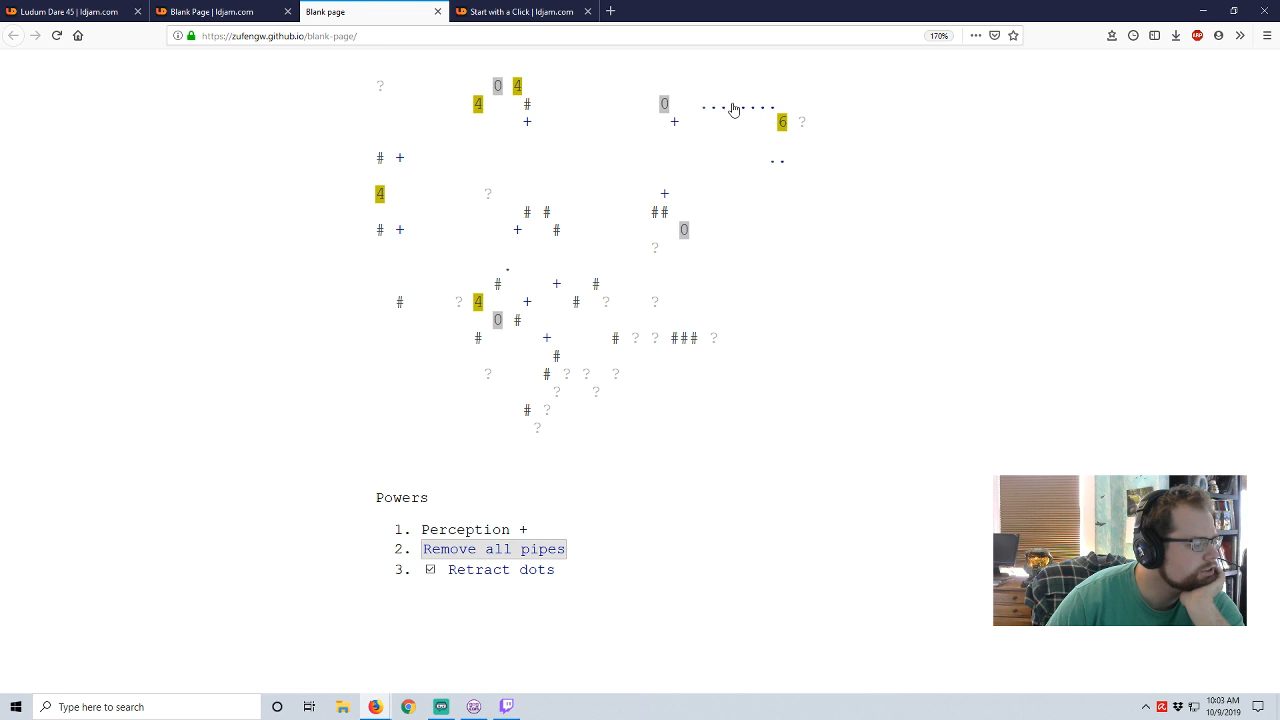 Ludum Dare 45 | ldjam.com
Blank Page | ldjam.com
Blank page
Start with a Click | ldjam.com
https://zufengw.github.io/blank-page/
170%
? 0 4
4 # 0 ........
+ + 6 ?
# + ..
4 ? +
# # ##
# + + # 0
?
.
# + #
# ? 4 + # ? ?
0 #
# + # ? ? ### ?
#
? # ? ? ?
? ?
# ?
?
Powers
1. Perception +
2. Remove all pipes
3. ☑ Retract dots
Type here to search
10:03 AM
10/9/2019